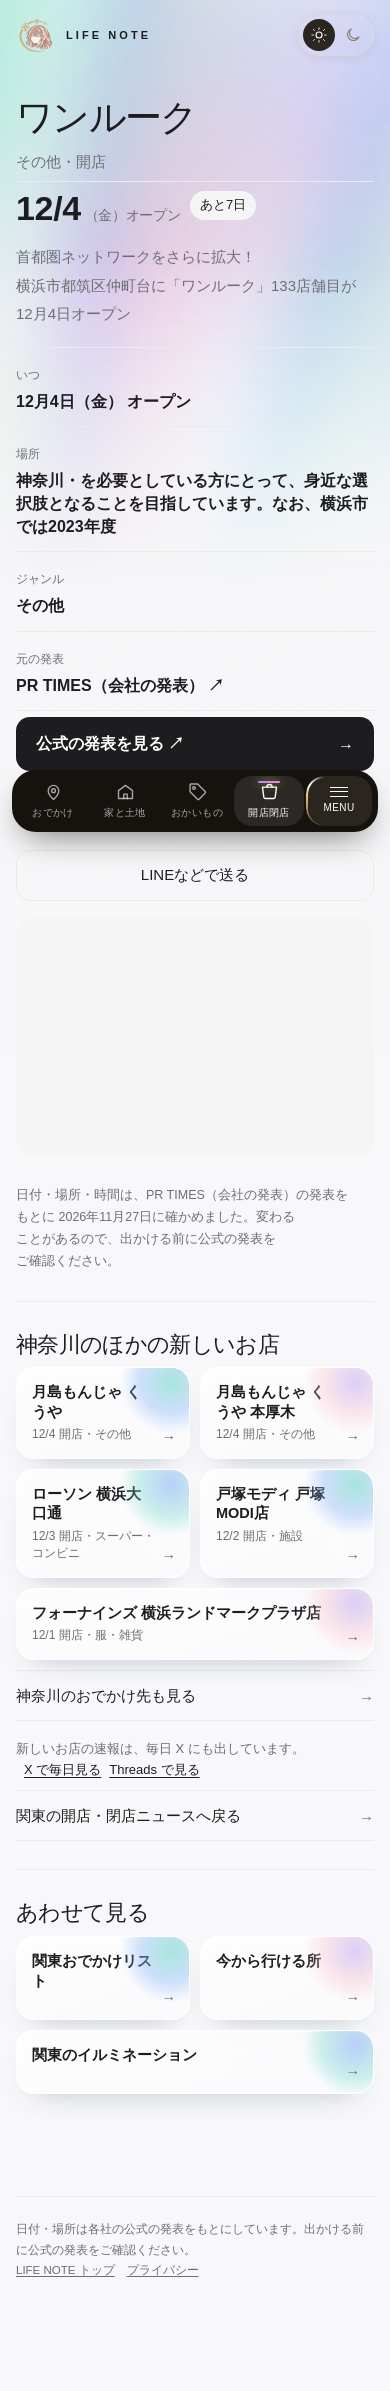 LIFE NOTE
ワンルーク
その他・開店
12/4 （金）オープン あと7日
首都圏ネットワークをさらに拡大！
横浜市都筑区仲町台に「ワンルーク」133店舗目が
12月4日オープン
いつ
12月4日（金） オープン
場所
神奈川・を必要としている方にとって、身近な選
択肢となることを目指しています。なお、横浜市
では2023年度
ジャンル
その他
元の発表
PR TIMES（会社の発表） ↗
公式の発表を見る ↗ →
おでかけ 家と土地 おかいもの 開店閉店 MENU
LINEなどで送る
日付・場所・時間は、PR TIMES（会社の発表）の発表を
もとに 2026年11月27日に確かめました。変わる
ことがあるので、出かける前に公式の発表を
ご確認ください。
神奈川のほかの新しいお店
月島もんじゃ く
うや
12/4 開店・その他 →
月島もんじゃ く
うや 本厚木
12/4 開店・その他 →
ローソン 横浜大
口通
12/3 開店・スーパー・
コンビニ →
戸塚モディ 戸塚
MODI店
12/2 開店・施設
→
フォーナインズ 横浜ランドマークプラザ店
12/1 開店・服・雑貨 →
神奈川のおでかけ先も見る →
新しいお店の速報は、毎日 X にも出しています。
X で毎日見る Threads で見る
関東の開店・閉店ニュースへ戻る →
あわせて見る
関東おでかけリス
ト
→
今から行ける所
→
関東のイルミネーション
→
日付・場所は各社の公式の発表をもとにしています。出かける前
に公式の発表をご確認ください。
LIFE NOTE トップ プライバシー